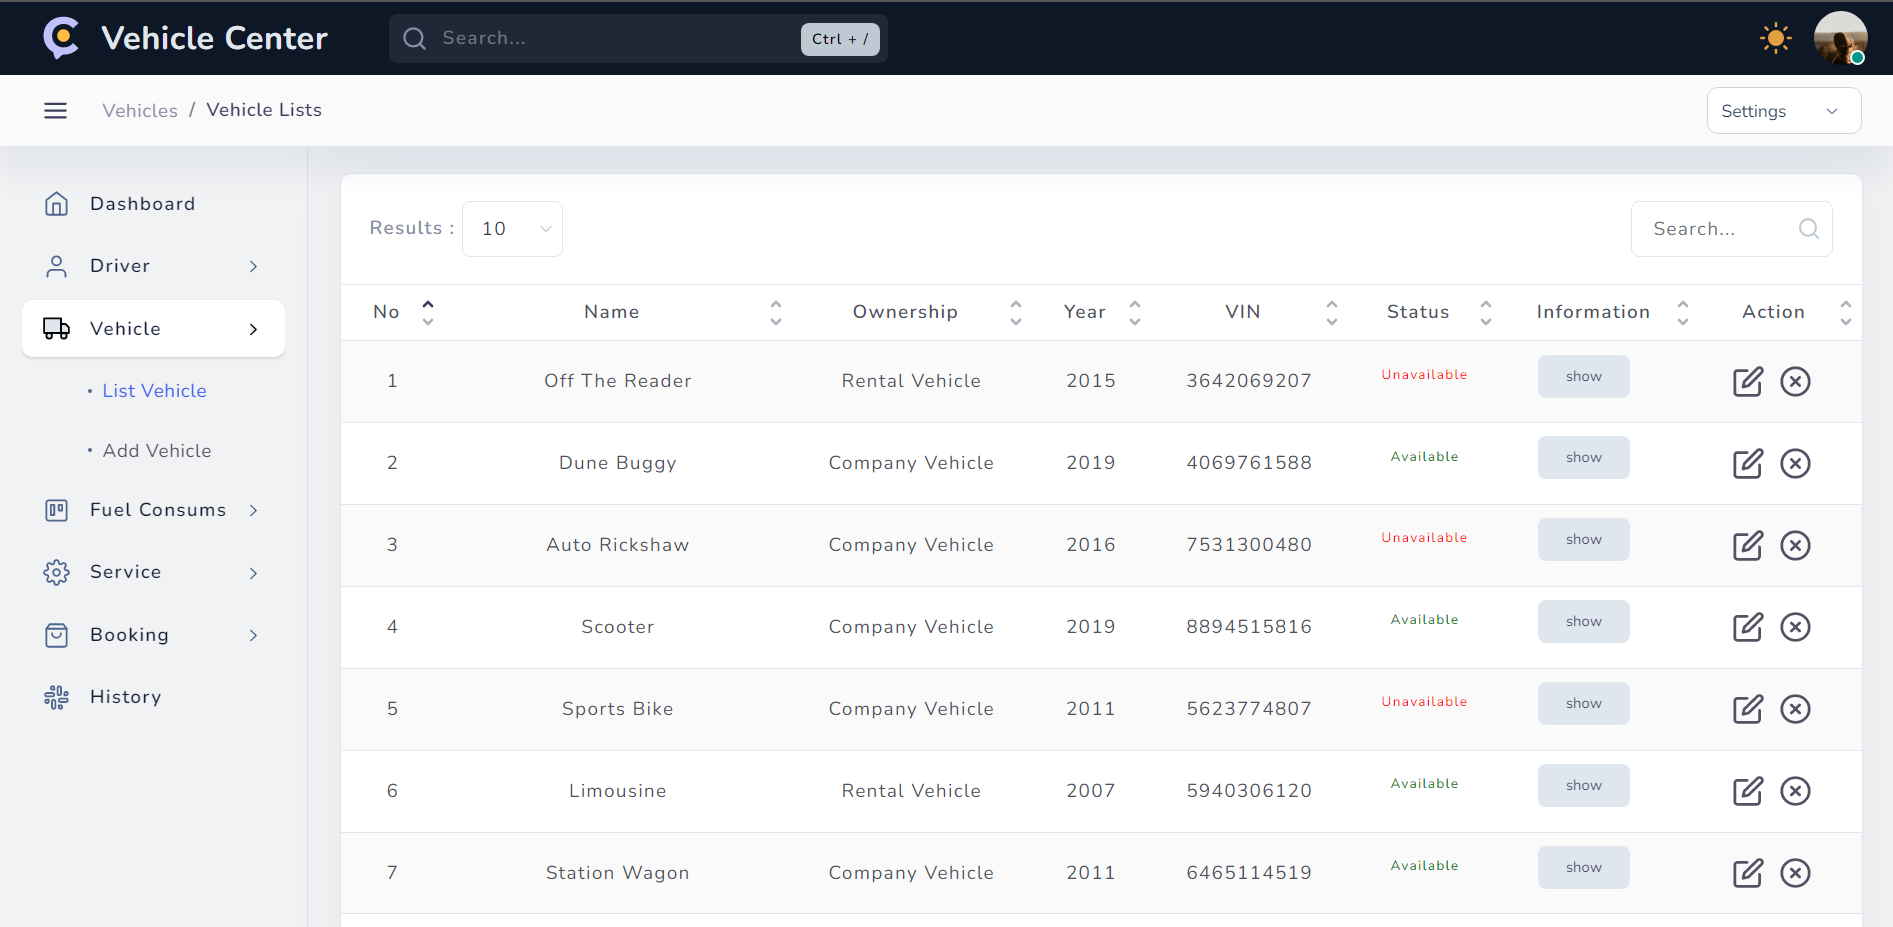 Vehicle Center
Search...
Ctrl + /
Vehicles / Vehicle Lists
Settings
Dashboard
Driver
Vehicle
• List Vehicle
• Add Vehicle
Fuel Consums
Service
Booking
History
Results : 10
Search...
No Name Ownership Year VIN Status Information Action
1 Off The Reader Rental Vehicle 2015 3642069207 Unavailable show
2 Dune Buggy Company Vehicle 2019 4069761588 Available show
3 Auto Rickshaw Company Vehicle 2016 7531300480 Unavailable show
4 Scooter Company Vehicle 2019 8894515816 Available show
5 Sports Bike Company Vehicle 2011 5623774807 Unavailable show
6 Limousine Rental Vehicle 2007 5940306120 Available show
7 Station Wagon Company Vehicle 2011 6465114519 Available show